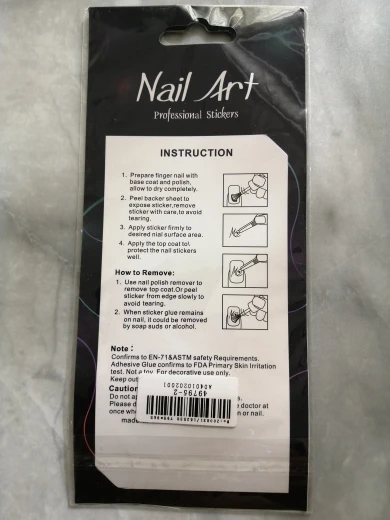 Nail Art
Professional Stickers
INSTRUCTION
1. Prepare finger nail with
base coat and polish,
allow to dry completely.
2. Peel backer sheet to
expose sticker,remove
sticker with care,to avoid
tearing.
3. Apply sticker firmly to
desired nial surface area.
4. Apply the top coat to\
protect the nail stickers
well.
How to Remove:
1. Use nail polish remover to
remove top coat.Or peel
sticker from edge slowly to
avoid tearing.
2. When sticker glue remains
on nail, it could be removed
by soap suds or alcohol.
Note :
Confirms to EN-71&ASTM safety Requirements.
Adhesive Glue confirms to FDA Primary Skin Irritation
test. Not a toy. For decorative use only.
Keep out
Caution
Do not
Please doctor at
once on or nail.
made
49795-2
A04010202001